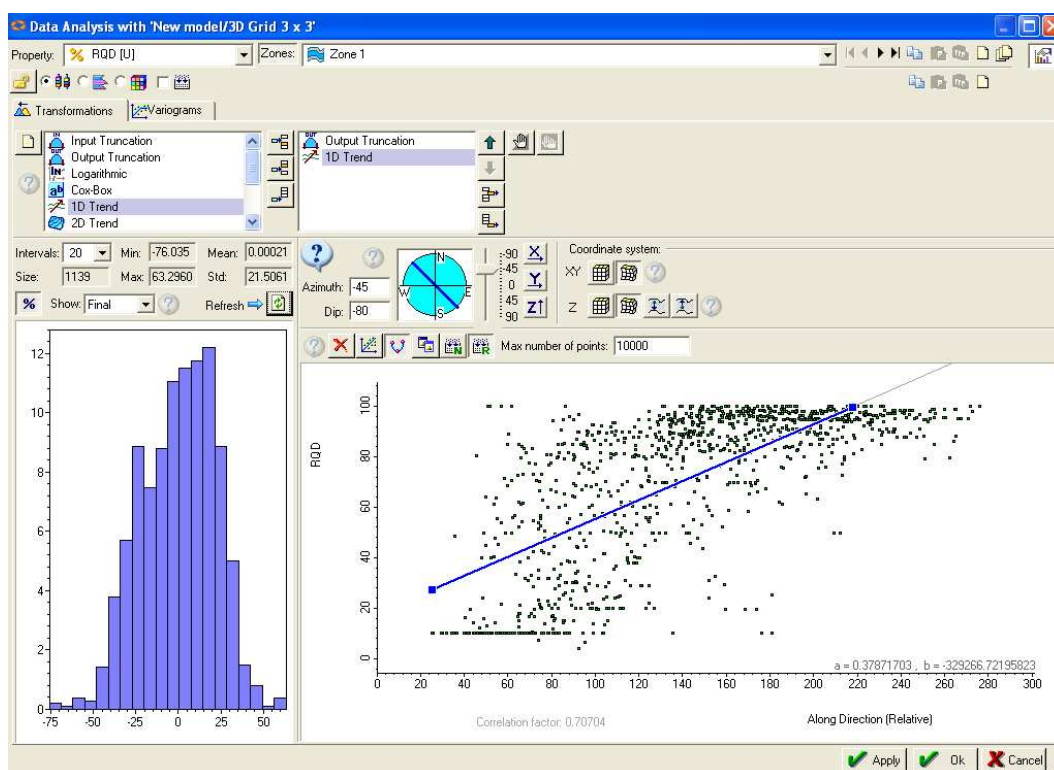 Data Analysis with 'New model/3D Grid 3 x 3'
Property: % RQD [U] Zones: Zone 1
Transformations Variograms
Input Truncation
Output Truncation
Logarithmic
Cox-Box
1D Trend
2D Trend
Output Truncation
1D Trend
Intervals: 20 Min: -76.035 Mean: 0.00021
Size: 1139 Max: 63.2960 Std: 21.5061
% Show: Final Refresh
Azimuth: -45
Dip: -80
N
W E
S
-90
-45
0
45
90
X
Y
Z
Coordinate system:
XY
Z
Max number of points: 10000
12
10
8
6
4
2
0
-75 -50 -25 0 25 50
RQD
100
80
60
40
20
0
a = 0.37871703 , b = -329266.72195823
0 20 40 60 80 100 120 140 160 180 200 220 240 260 280 300
Correlation factor: 0.70704 Along Direction (Relative)
Apply Ok Cancel